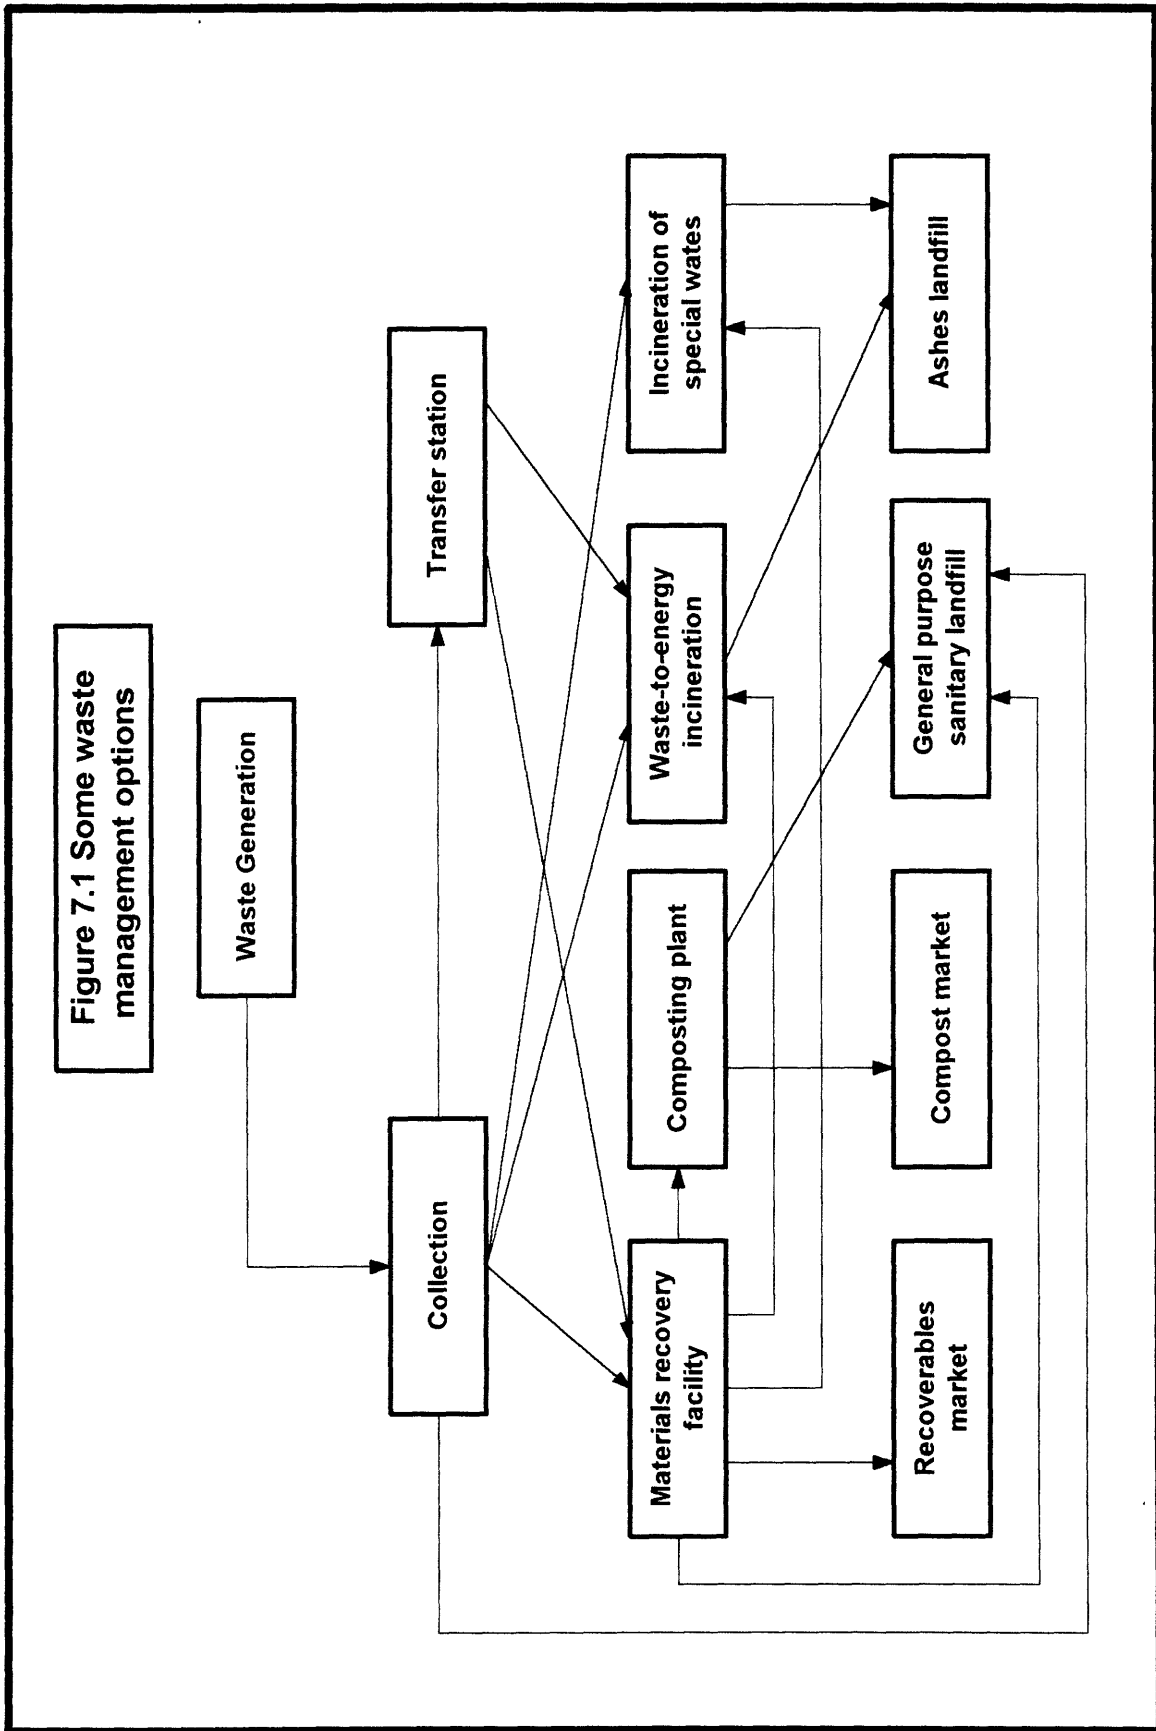 Figure 7.1 Some waste
management options
Waste Generation
Collection
Transfer station
Materials recovery
facility
Composting plant
Waste-to-energy
incineration
Incineration of
special wates
Recoverables
market
Compost market
General purpose
sanitary landfill
Ashes landfill